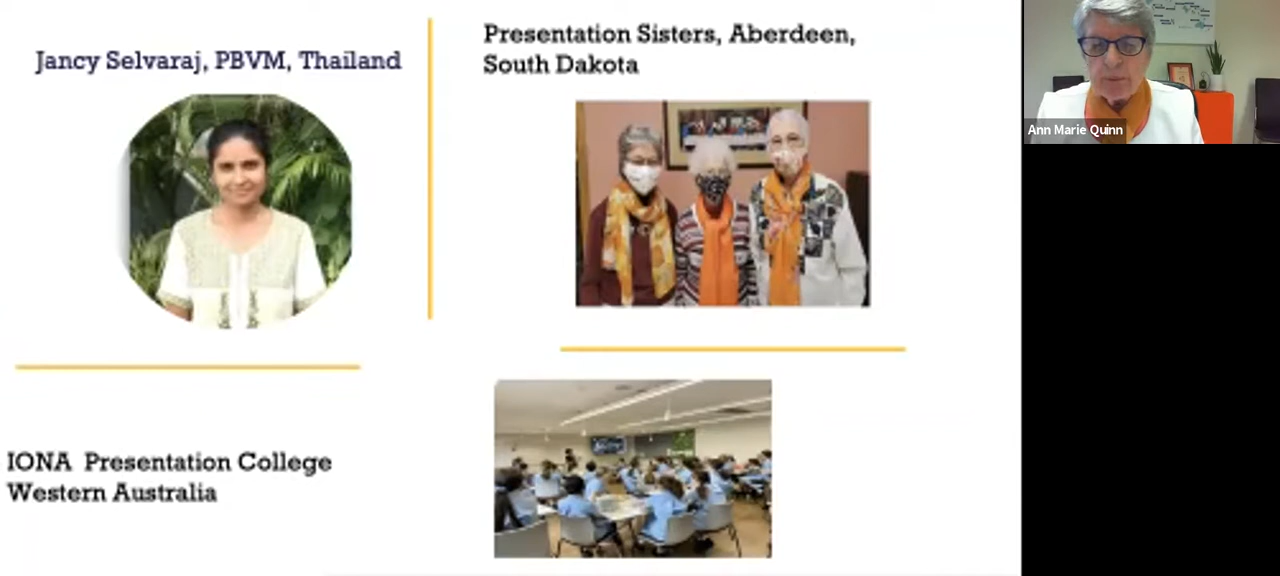 Jancy Selvaraj, PBVM, Thailand
Presentation Sisters, Aberdeen,
South Dakota
Ann Marie Quinn
IONA Presentation College
Western Australia